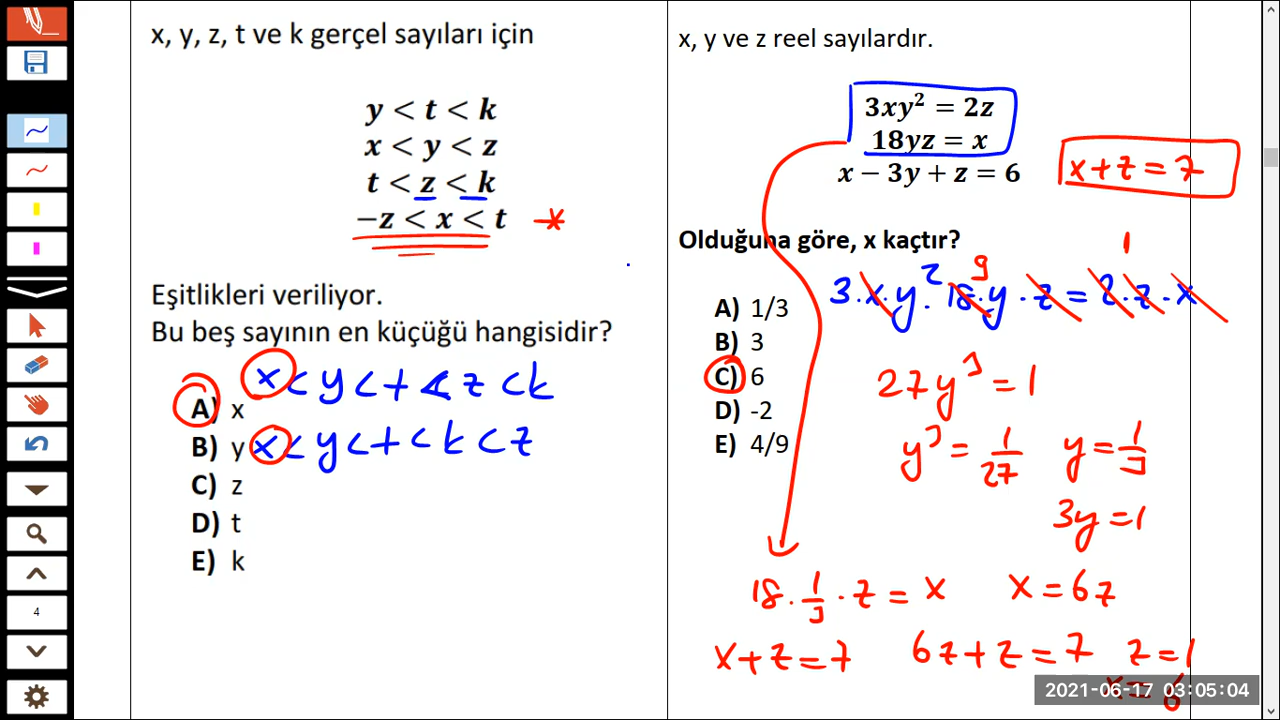 x, y, z, t ve k gerçel sayıları için
y < t < k
x < y < z
t < z < k
−z < x < t *
Eşitlikleri veriliyor.
Bu beş sayının en küçüğü hangisidir?
x < y < t < z < k
A) x
B) y
x < y < t < k < z
C) z
D) t
E) k
4
x, y ve z reel sayılardır.
3xy² = 2z
18yz = x
x − 3y + z = 6
x + z = 7
Olduğuna göre, x kaçtır?
3·x·y²·18·y·z = 2·z·x
9
1
A) 1/3
B) 3
C) 6
D) -2
E) 4/9
27y³ = 1
y³ = 1/27
y = 1/3
3y = 1
18 · 1/3 · z = x
x = 6z
x + z = 7
6z + z = 7
z = 1
x = 6
2021-06-17 03:05:04